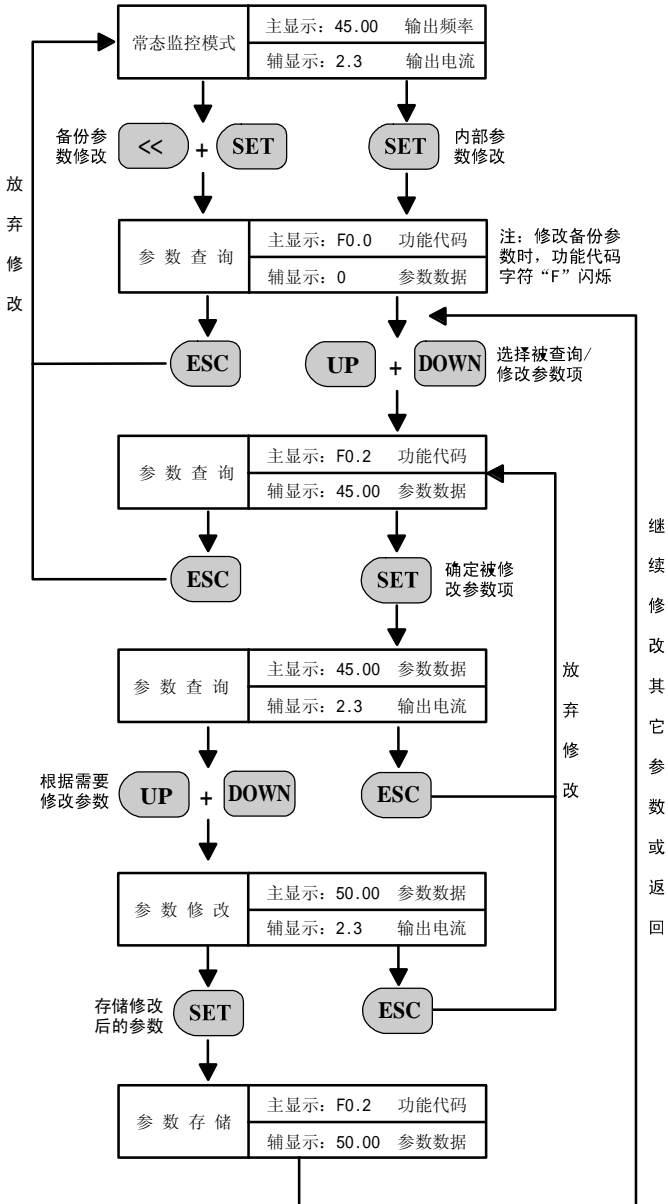 常态监控模式
主显示：45.00 输出频率
辅显示：2.3 输出电流
备份参
数修改
<<
+
SET
SET
内部参
数修改
放弃修改
参数查询
主显示：F0.0 功能代码
辅显示：0 参数数据
注：修改备份参
数时，功能代码
字符“F”闪烁
ESC
UP
+
DOWN
选择被查询/
修改参数项
参数查询
主显示：F0.2 功能代码
辅显示：45.00 参数数据
ESC
SET
确定被修
改参数项
继续修改其它参数或返回
参数查询
主显示：45.00 参数数据
辅显示：2.3 输出电流
放弃修改
根据需要
修改参数
UP
+
DOWN
ESC
参数修改
主显示：50.00 参数数据
辅显示：2.3 输出电流
存储修改
后的参数
SET
ESC
参数存储
主显示：F0.2 功能代码
辅显示：50.00 参数数据